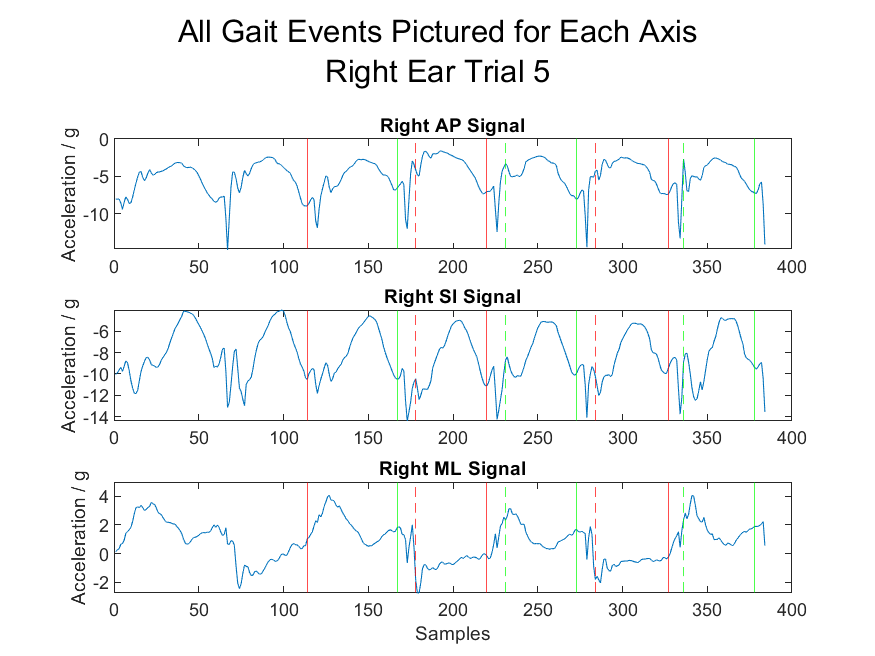 All Gait Events Pictured for Each Axis
Right Ear Trial 5
Right AP Signal
Acceleration / g
0
-5
-10
0 50 100 150 200 250 300 350 400
Right SI Signal
Acceleration / g
-6
-8
-10
-12
-14
0 50 100 150 200 250 300 350 400
Right ML Signal
Acceleration / g
4
2
0
-2
0 50 100 150 200 250 300 350 400
Samples